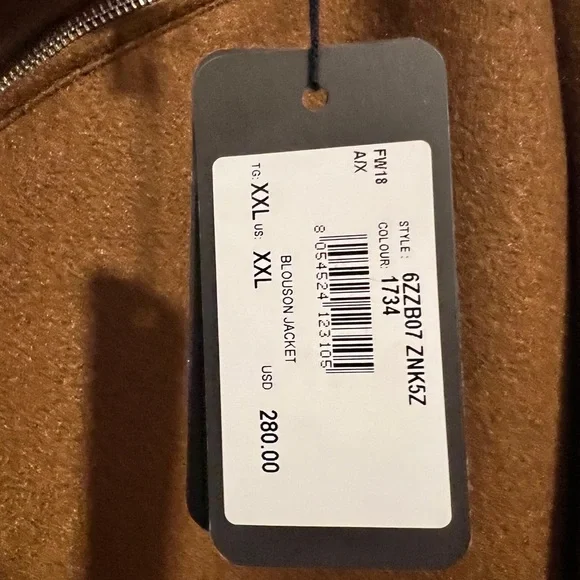 FW18
A/X
STYLE: 6ZZB07 ZNK5Z
COLOUR: 1734
8 054524 123105
BLOUSON JACKET
TG: XXL US: XXL
USD 280.00